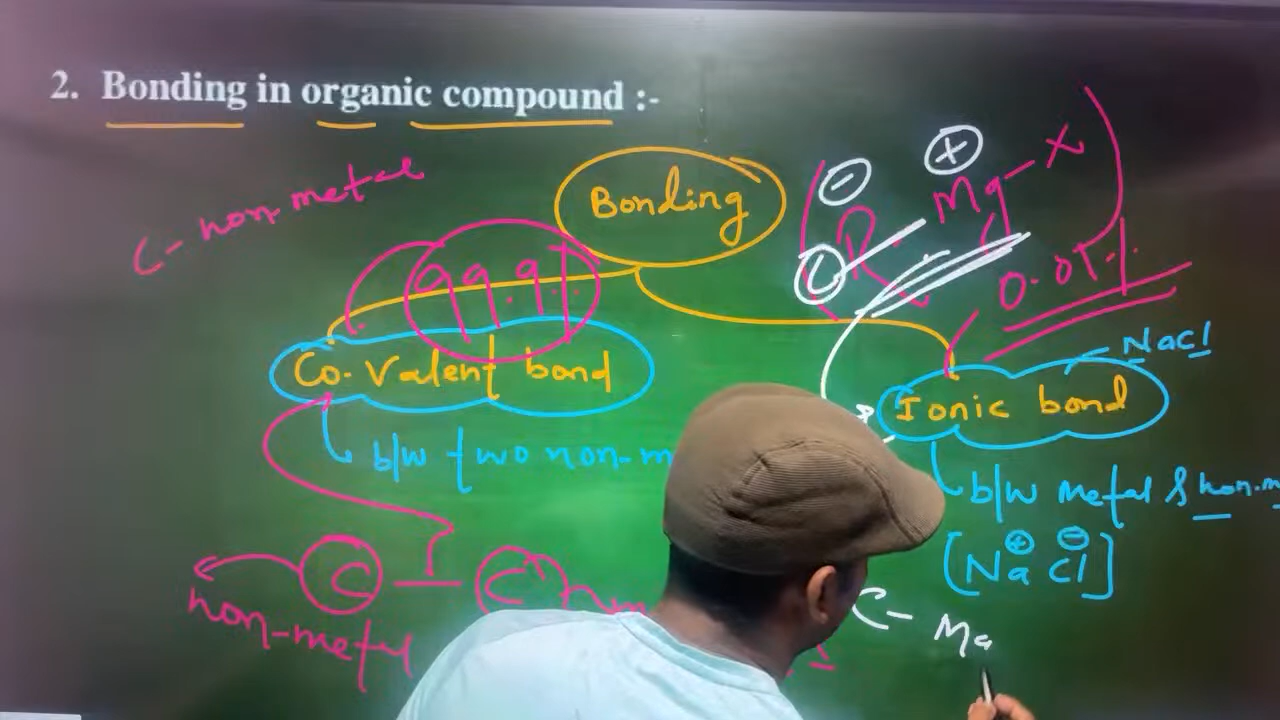 2. Bonding in organic compound :-
C- non-metal
Bonding
R - Mg - X
99.9%
0.01%
NaCl
Co-Valent bond
Ionic bond
b/w two non-m
b/w metal & non-m
[Na⊕ Cl⊖]
C - C
non-metal
C- Mg